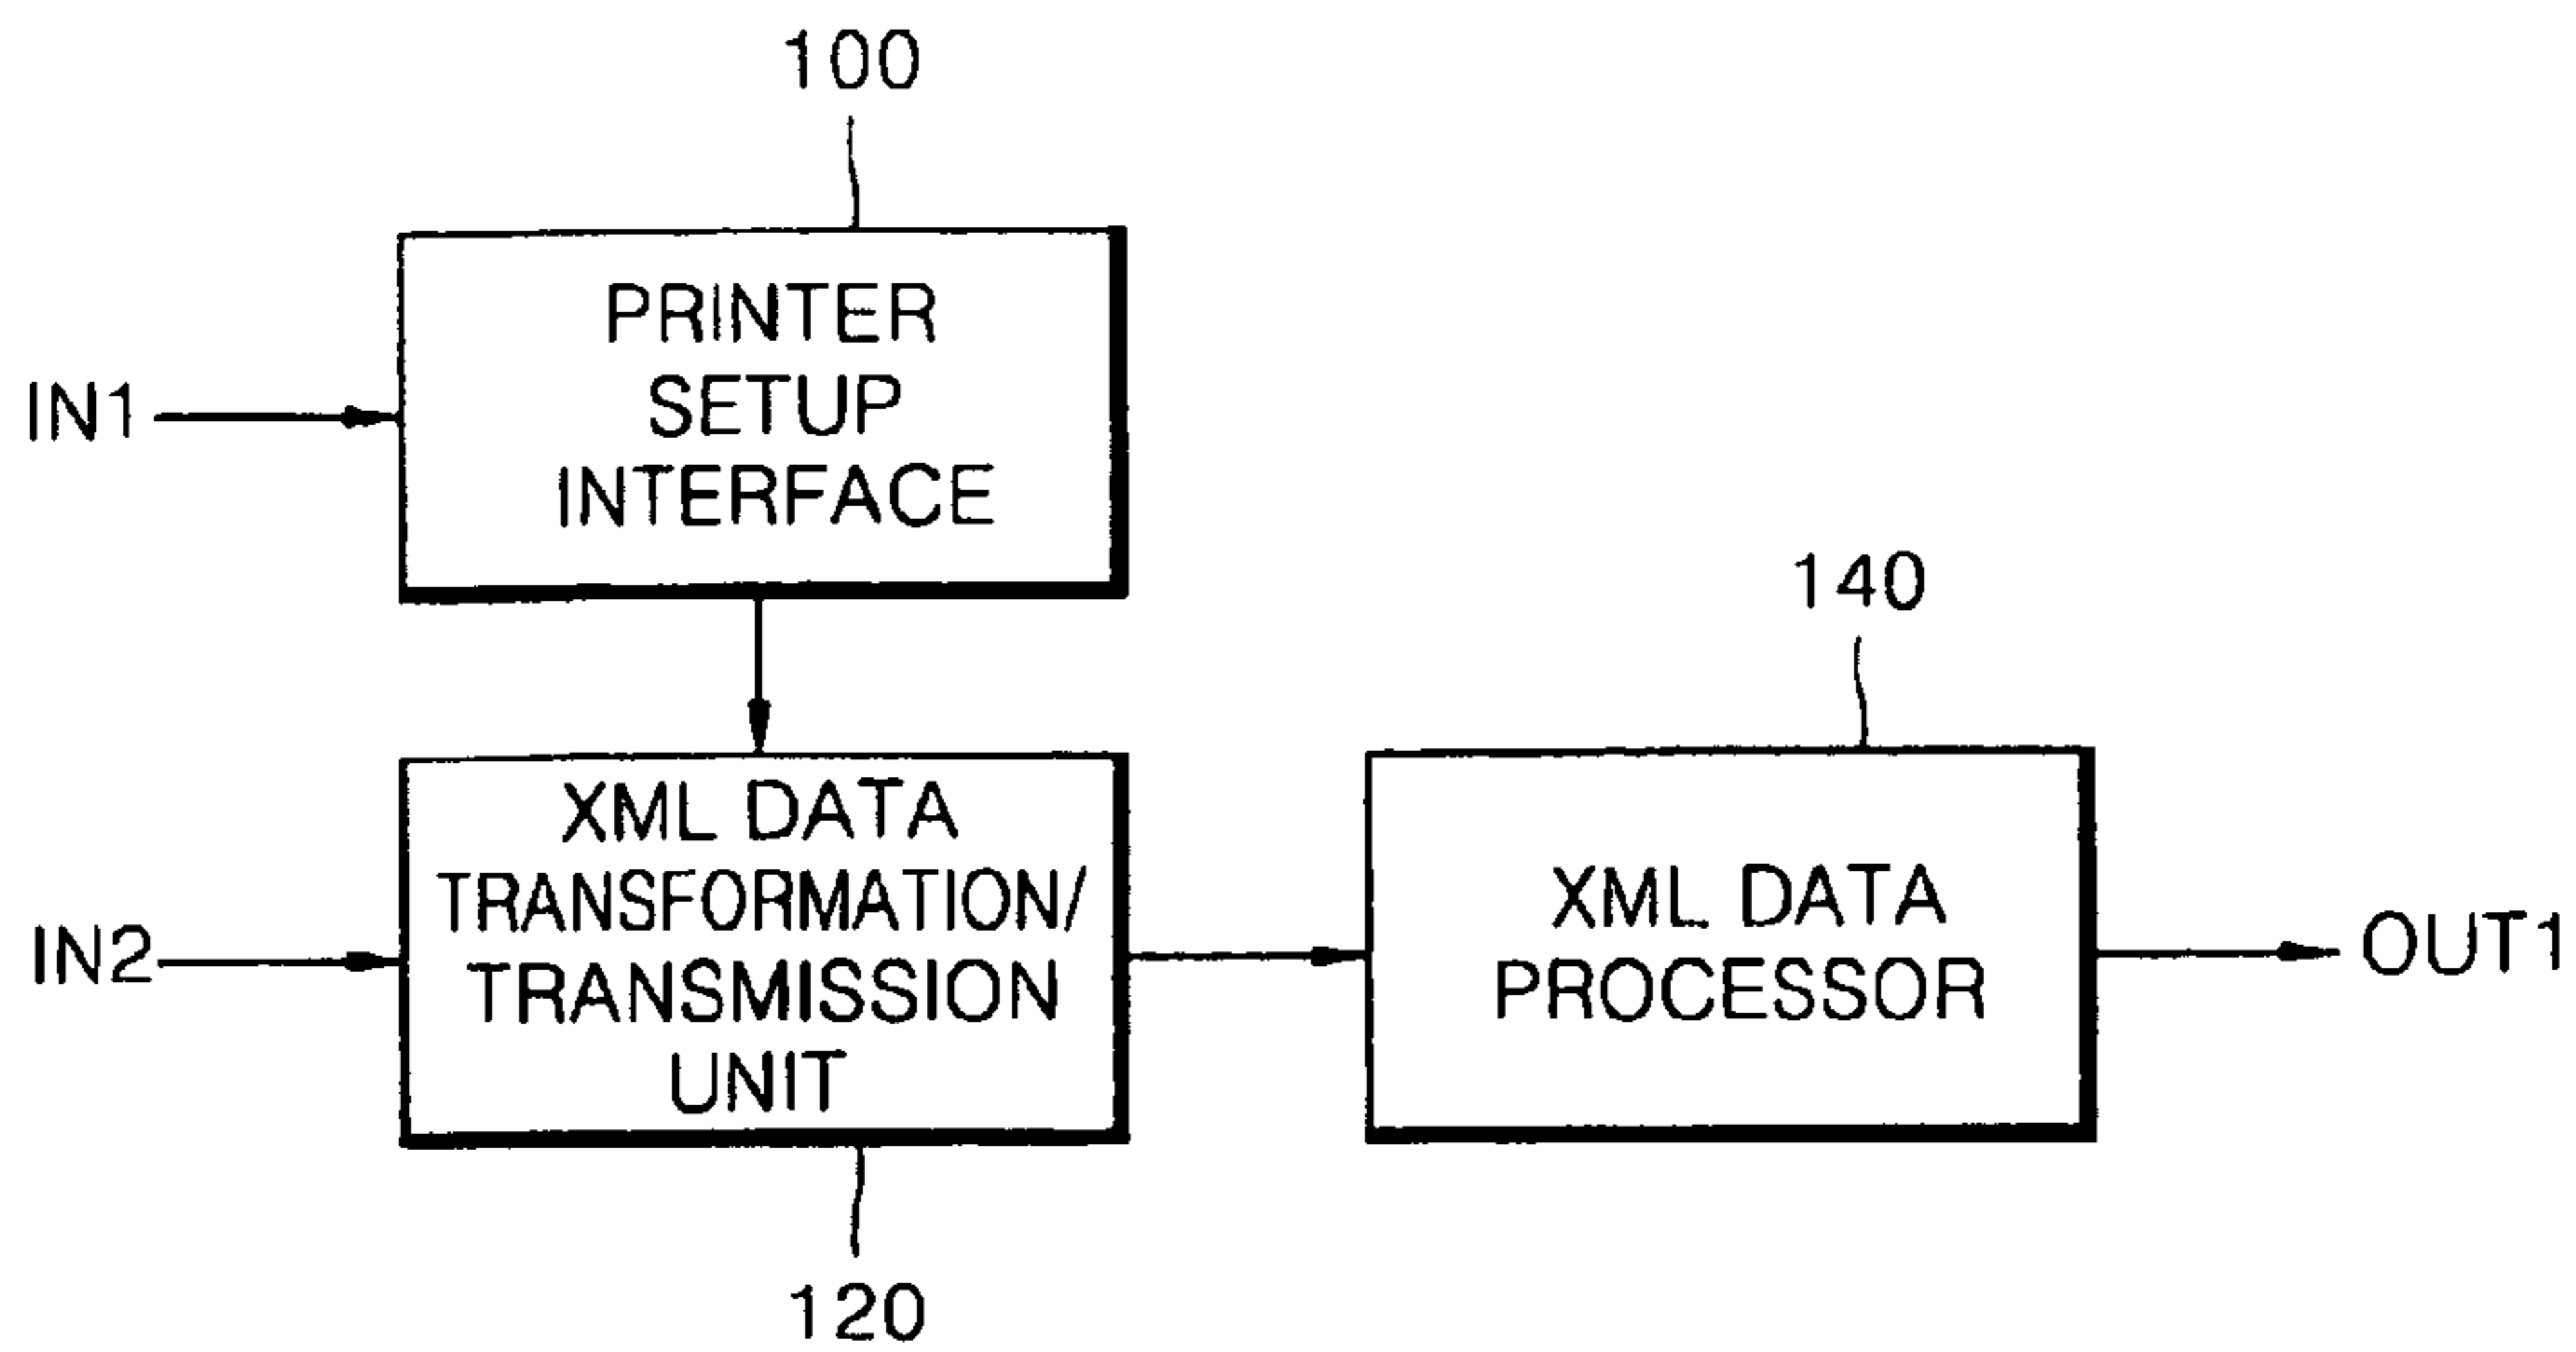 100
PRINTER
SETUP
INTERFACE
IN1
140
XML DATA
TRANSFORMATION/
TRANSMISSION
UNIT
IN2
XML DATA
PROCESSOR
OUT1
120